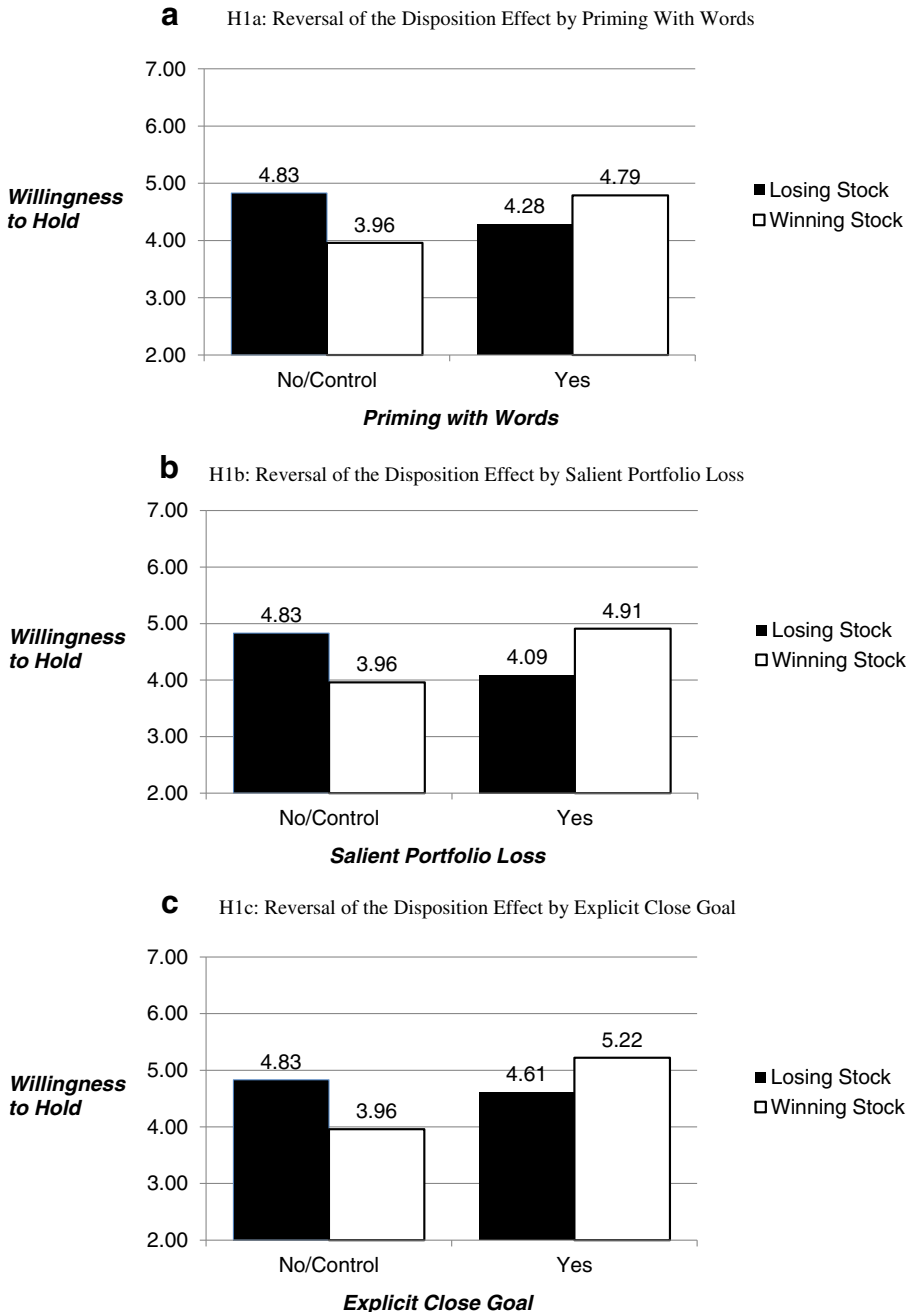 a H1a: Reversal of the Disposition Effect by Priming With Words
7.00
6.00
5.00
4.00
3.00
2.00
Willingness
to Hold
4.83
3.96
4.28
4.79
Losing Stock
Winning Stock
No/Control
Yes
Priming with Words
b H1b: Reversal of the Disposition Effect by Salient Portfolio Loss
7.00
6.00
5.00
4.00
3.00
2.00
Willingness
to Hold
4.83
3.96
4.09
4.91
Losing Stock
Winning Stock
No/Control
Yes
Salient Portfolio Loss
c H1c: Reversal of the Disposition Effect by Explicit Close Goal
7.00
6.00
5.00
4.00
3.00
2.00
Willingness
to Hold
4.83
3.96
4.61
5.22
Losing Stock
Winning Stock
No/Control
Yes
Explicit Close Goal